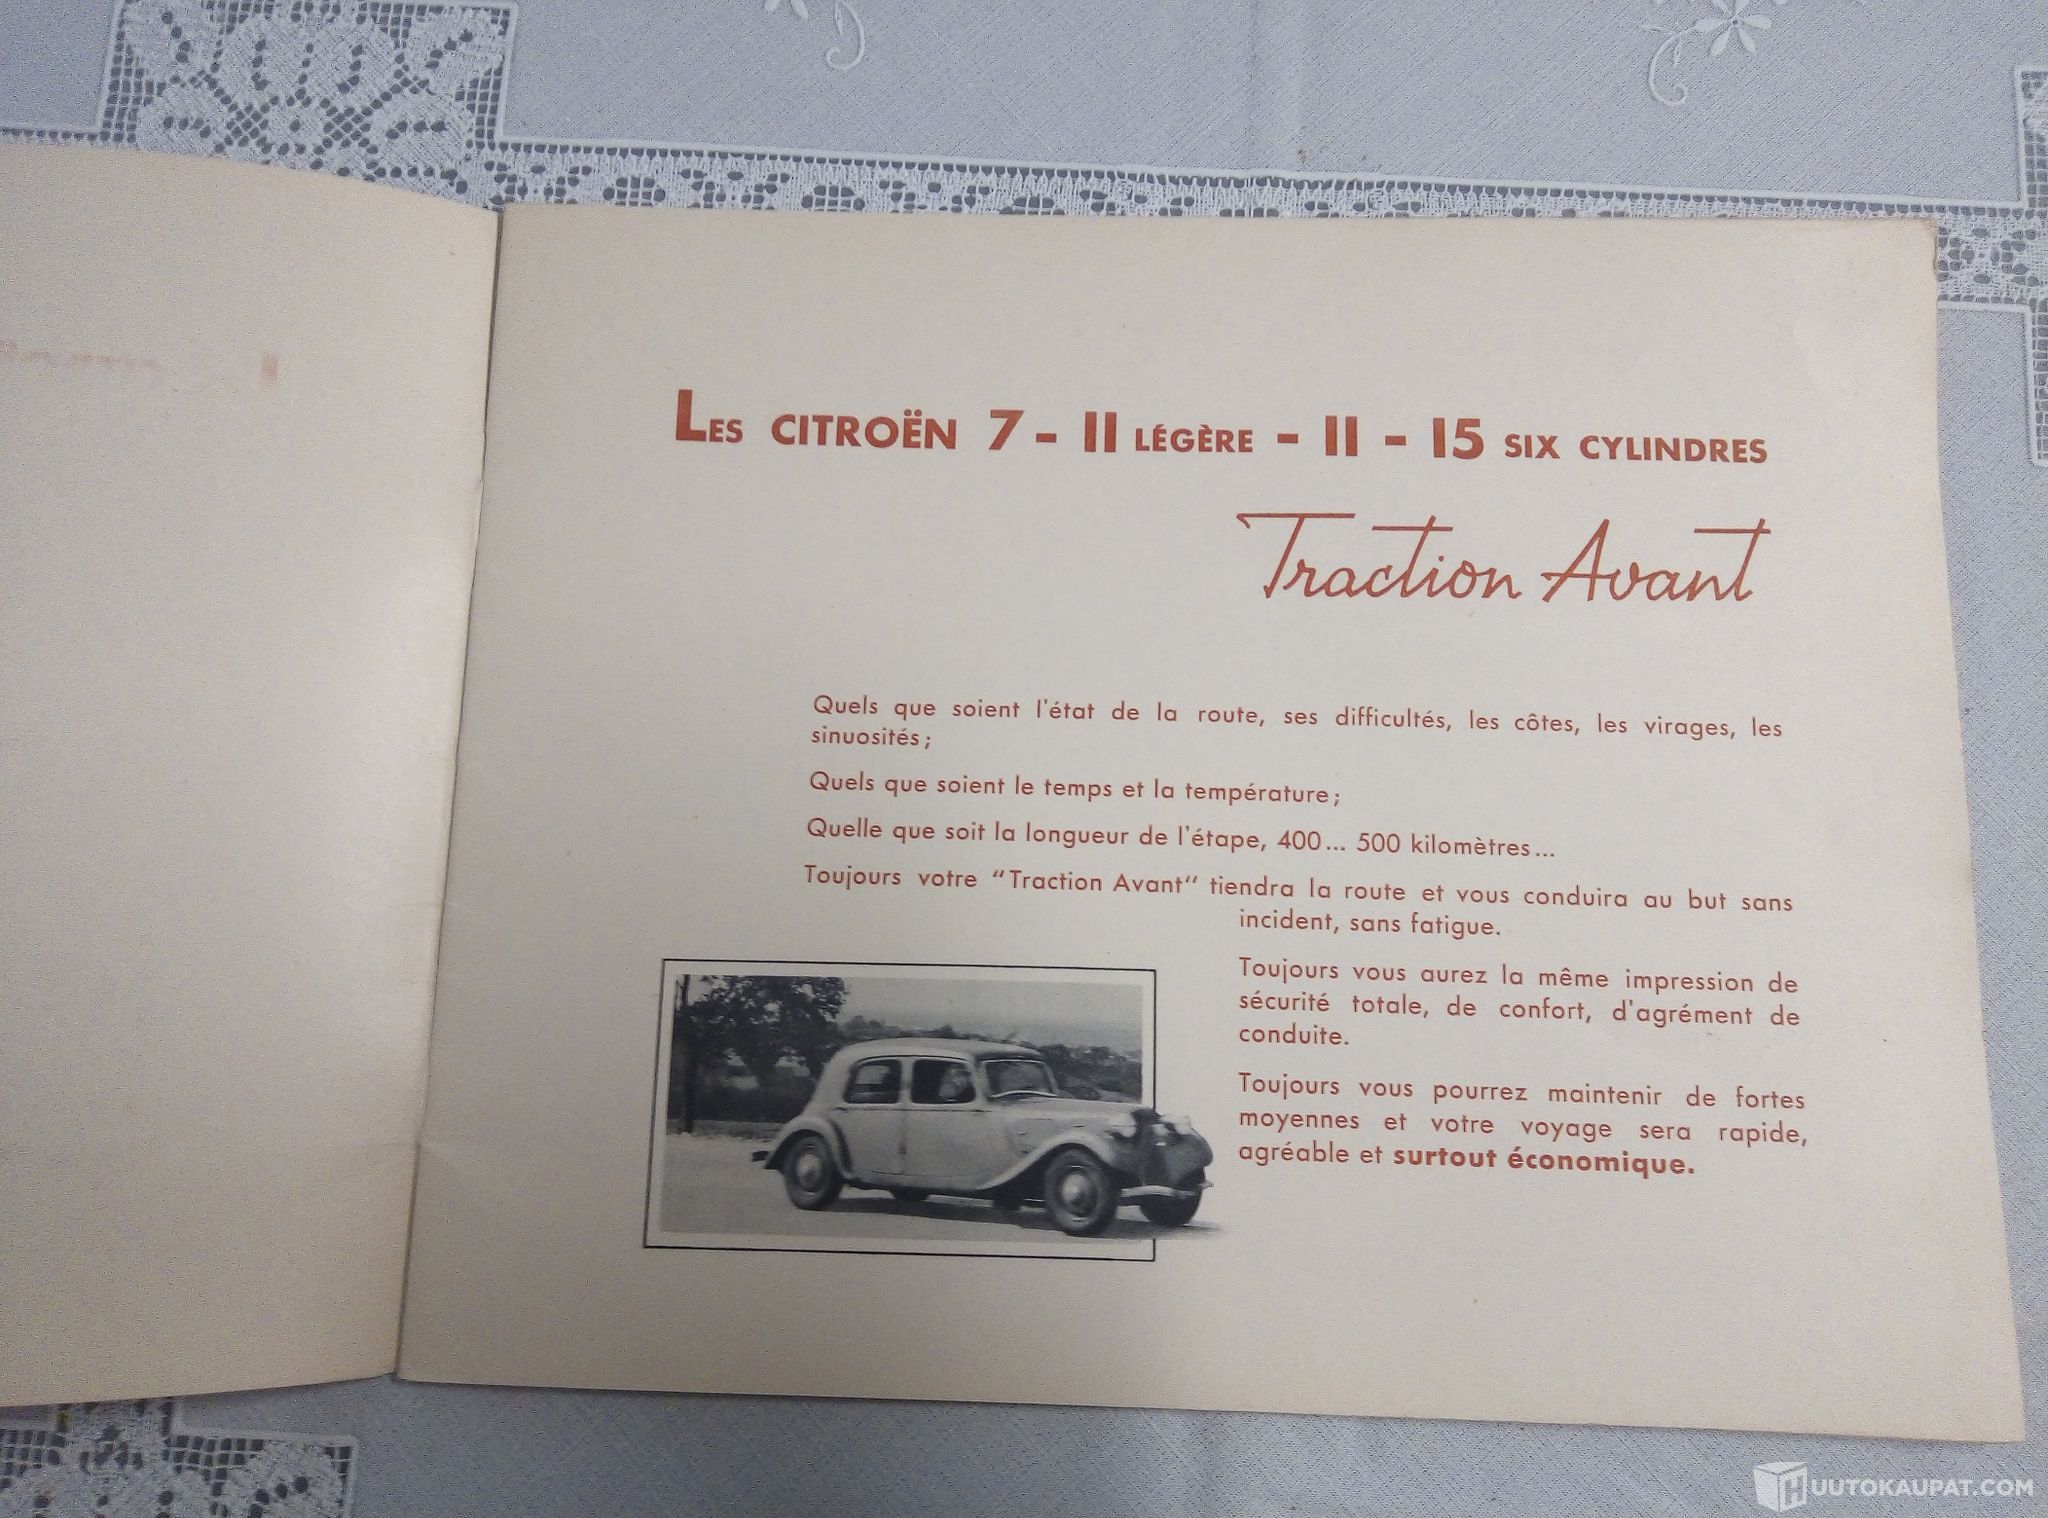 LES CITROËN 7 - 11 LÉGÈRE - 11 - 15 SIX CYLINDRES
Traction Avant
Quels que soient l'état de la route, ses difficultés, les côtes, les virages, les
sinuosités;
Quels que soient le temps et la température;
Quelle que soit la longueur de l'étape, 400... 500 kilomètres...
Toujours votre "Traction Avant" tiendra la route et vous conduira au but sans
incident, sans fatigue.
Toujours vous aurez la même impression de
sécurité totale, de confort, d'agrément de
conduite.
Toujours vous pourrez maintenir de fortes
moyennes et votre voyage sera rapide,
agréable et surtout économique.
HUUTOKAUPAT.COM